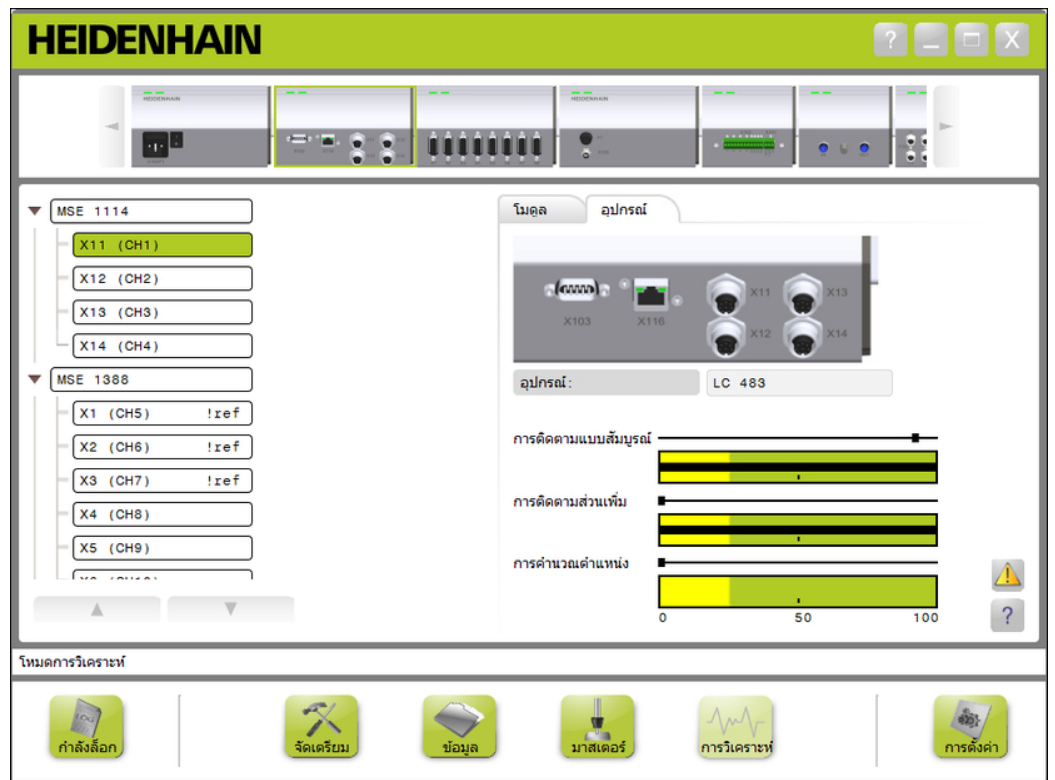 HEIDENHAIN
? _ □ X
HEIDENHAIN
HEIDENHAIN
▼ MSE 1114
X11 (CH1)
X12 (CH2)
X13 (CH3)
X14 (CH4)
▼ MSE 1388
X1 (CH5) !ref
X2 (CH6) !ref
X3 (CH7) !ref
X4 (CH8)
X5 (CH9)
โมดูล อุปกรณ์
X103 X116 X11 X13
X12 X14
อุปกรณ์: LC 483
การติดตามแบบสัมบูรณ์
การติดตามส่วนเพิ่ม
การคำนวณตำแหน่ง
0 50 100
?
โหมดการวิเคราะห์
LOG
กำลังล็อก จัดเตรียม ข้อมูล มาสเตอร์ การวิเคราะห์ การตั้งค่า